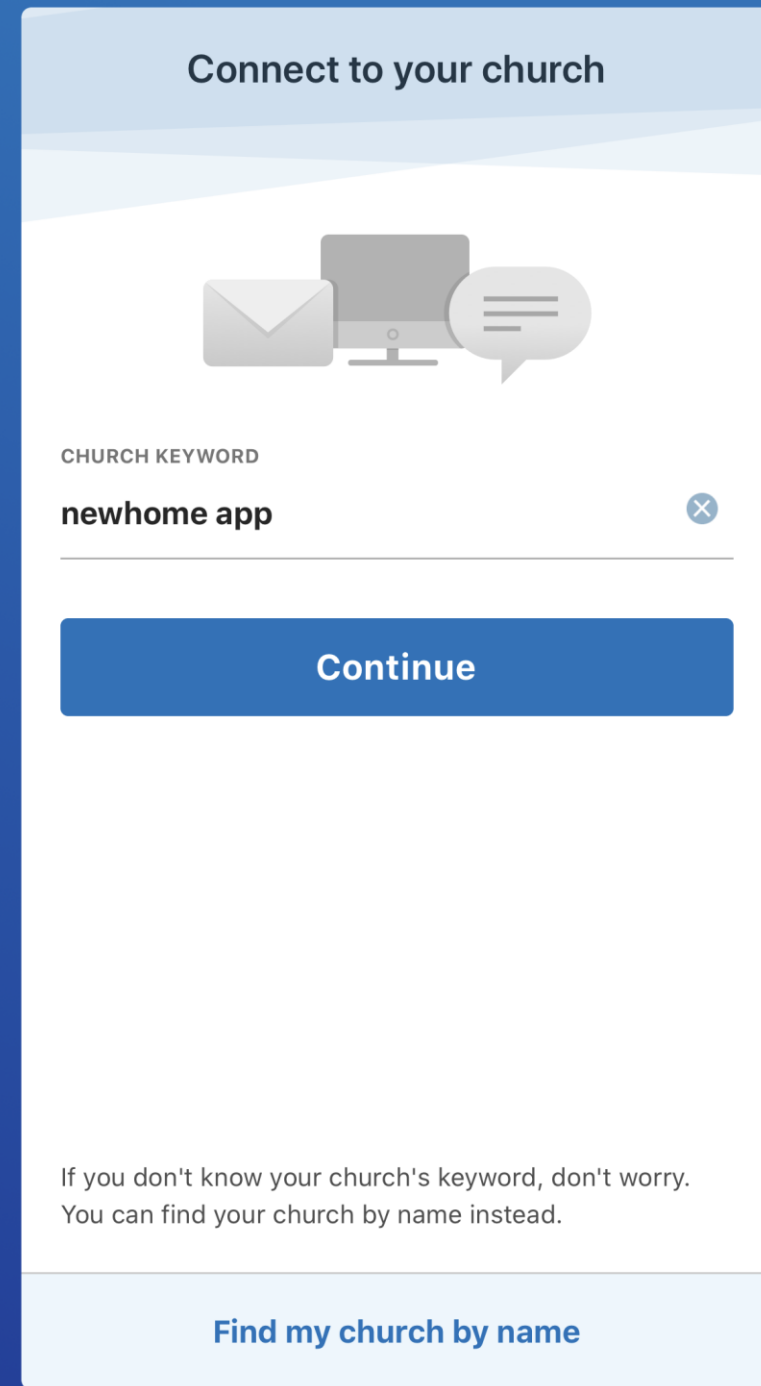 Connect to your church
CHURCH KEYWORD
newhome app
Continue
If you don't know your church's keyword, don't worry.
You can find your church by name instead.
Find my church by name